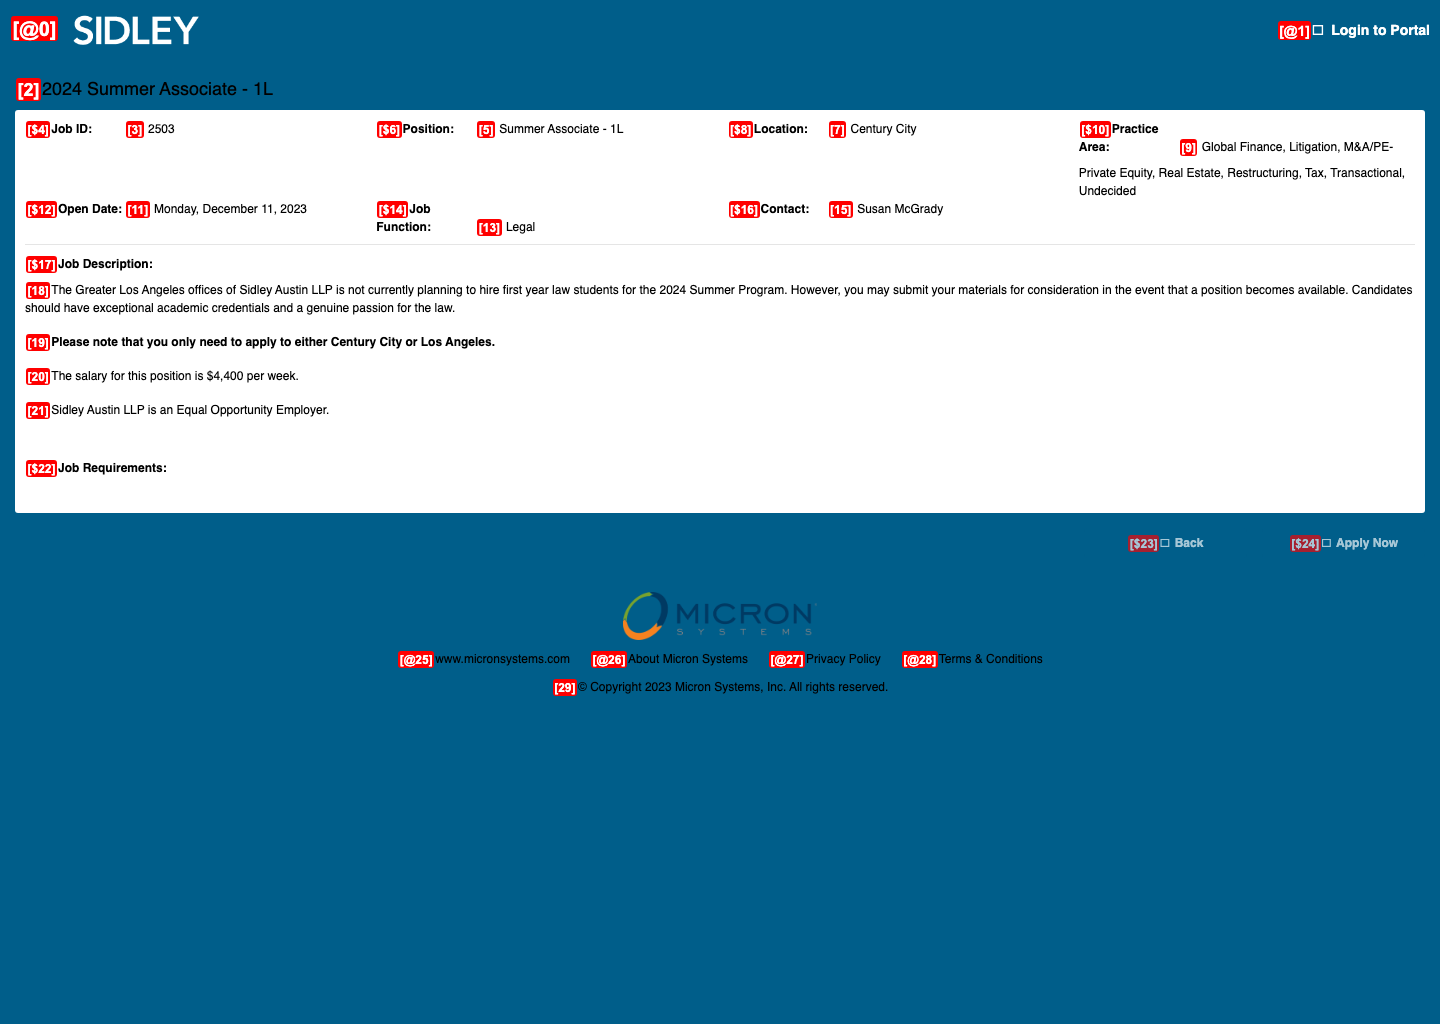 [@0] SIDLEY [@1] Login to Portal
[2] 2024 Summer Associate - 1L
[$4] Job ID: [3] 2503 [$6] Position: [5] Summer Associate - 1L [$8] Location: [7] Century City [$10] Practice
Area: [9] Global Finance, Litigation, M&A/PE-
Private Equity, Real Estate, Restructuring, Tax, Transactional,
Undecided
[$12] Open Date: [11] Monday, December 11, 2023 [$14] Job [$16] Contact: [15] Susan McGrady
Function: [13] Legal
[$17] Job Description:
[18] The Greater Los Angeles offices of Sidley Austin LLP is not currently planning to hire first year law students for the 2024 Summer Program. However, you may submit your materials for consideration in the event that a position becomes available. Candidates
should have exceptional academic credentials and a genuine passion for the law.
[19] Please note that you only need to apply to either Century City or Los Angeles.
[20] The salary for this position is $4,400 per week.
[21] Sidley Austin LLP is an Equal Opportunity Employer.
[$22] Job Requirements:
[$23] Back [$24] Apply Now
MICRON
SYSTEMS
[@25] www.micronsystems.com [@26] About Micron Systems [@27] Privacy Policy [@28] Terms & Conditions
[29] © Copyright 2023 Micron Systems, Inc. All rights reserved.